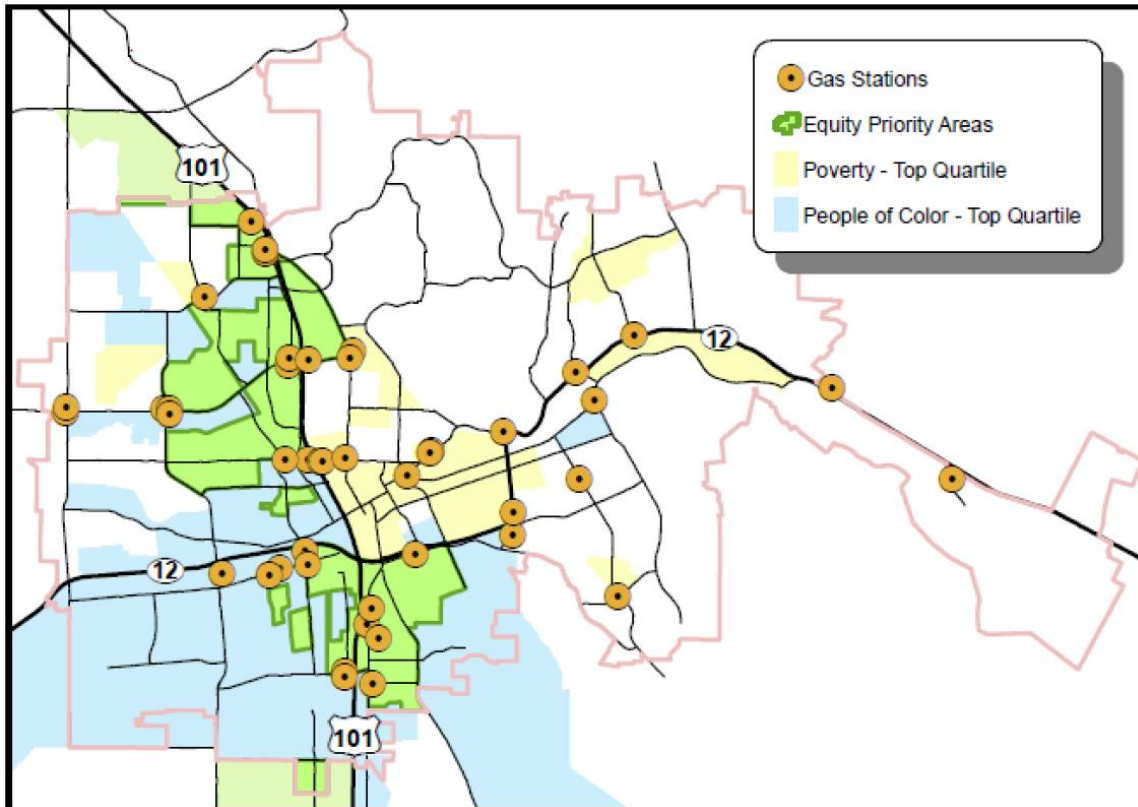 101
Gas Stations
Equity Priority Areas
Poverty - Top Quartile
People of Color - Top Quartile
12
12
101